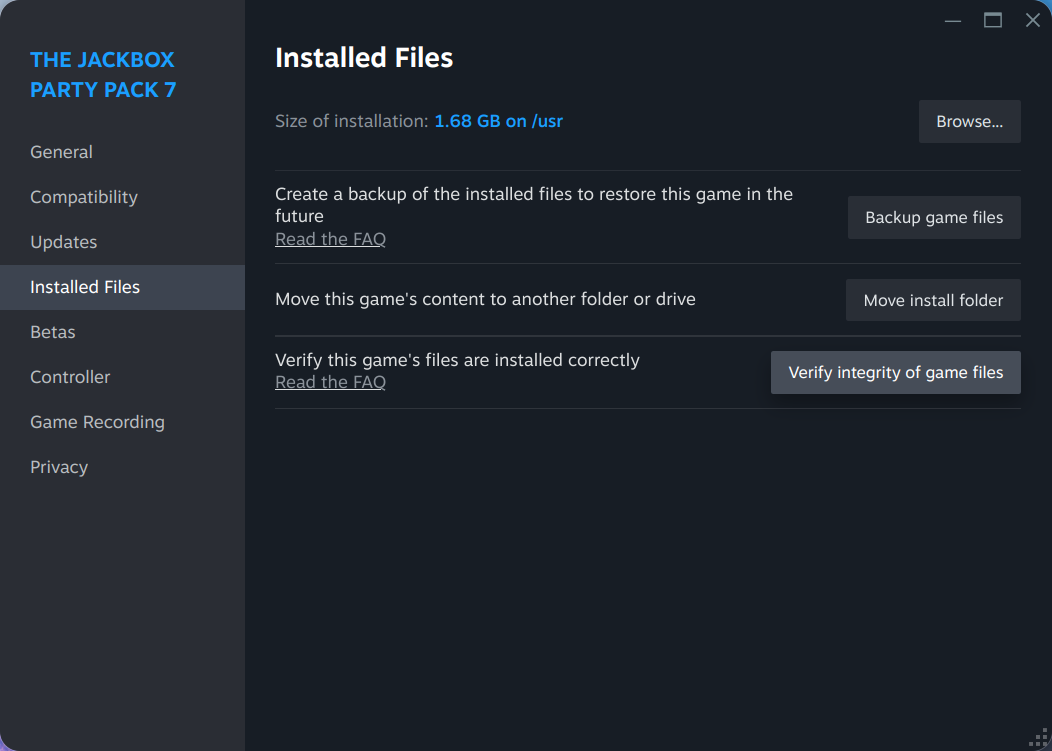 THE JACKBOX
PARTY PACK 7
General
Compatibility
Updates
Installed Files
Betas
Controller
Game Recording
Privacy
Installed Files
Size of installation: 1.68 GB on /usr
Browse...
Create a backup of the installed files to restore this game in the
future
Read the FAQ
Backup game files
Move this game's content to another folder or drive
Move install folder
Verify this game's files are installed correctly
Read the FAQ
Verify integrity of game files